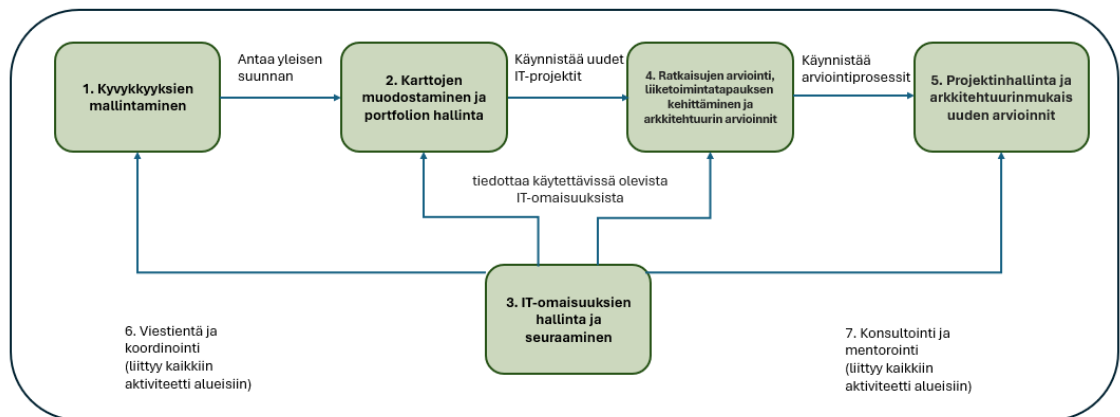 1. Kyvykkyyksien
mallintaminen
Antaa yleisen
suunnan
2. Karttojen
muodostaminen ja
portfolion hallinta
Käynnistää uudet
IT-projektit
4. Ratkaisujen arviointi,
liiketoimintatapauksen
kehittäminen ja
arkkitehtuurin arvioinnit
Käynnistää
arviointiprosessit
5. Projektinhallinta ja
arkkitehtuurinmukais
uuden arvioinnit
tiedottaa käytettävissä olevista
IT-omaisuuksista
3. IT-omaisuuksien
hallinta ja
seuraaminen
6. Viestientä ja
koordinointi
(liittyy kaikkiin
aktiviteetti alueisiin)
7. Konsultointi ja
mentorointi
(liittyy kaikkiin
aktiviteetti alueisiin)